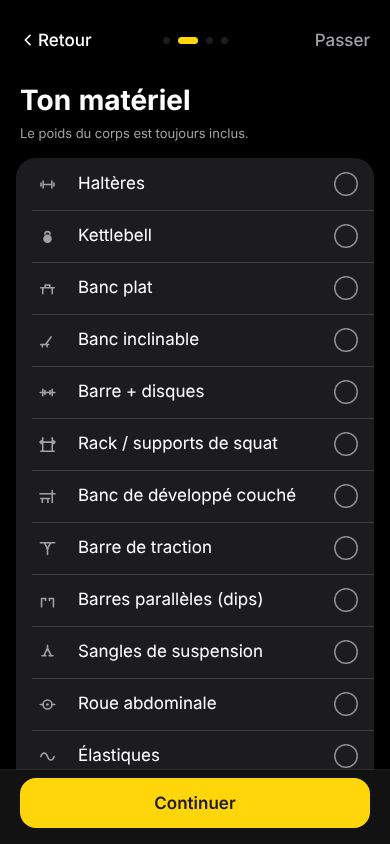 Retour
Passer
Ton matériel
Le poids du corps est toujours inclus.
Haltères
Kettlebell
Banc plat
Banc inclinable
Barre + disques
Rack / supports de squat
Banc de développé couché
Barre de traction
Barres parallèles (dips)
Sangles de suspension
Roue abdominale
Élastiques
Continuer